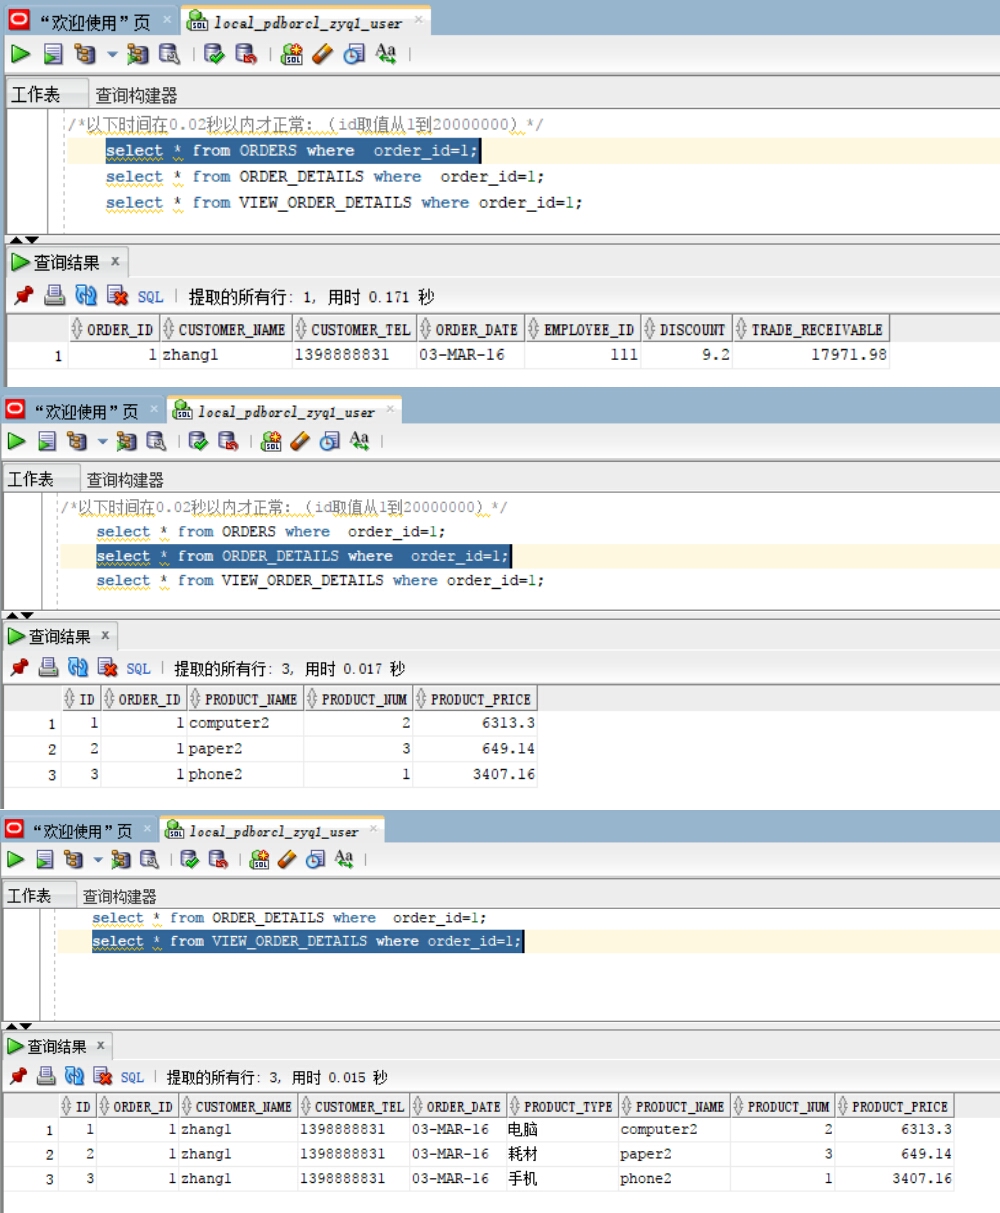 “欢迎使用”页 × local_pdborcl_zyq1_user ×
工作表 查询构建器
/*以下时间在0.02秒以内才正常：（id取值从1到20000000）*/
select * from ORDERS where  order_id=1;
select * from ORDER_DETAILS where  order_id=1;
select * from VIEW_ORDER_DETAILS where order_id=1;
查询结果 ×
SQL | 提取的所有行: 1, 用时 0.171 秒
ORDER_ID CUSTOMER_NAME CUSTOMER_TEL ORDER_DATE EMPLOYEE_ID DISCOUNT TRADE_RECEIVABLE
1 1 zhang1 1398888831 03-MAR-16 111 9.2 17971.98
“欢迎使用”页 × local_pdborcl_zyq1_user ×
工作表 查询构建器
/*以下时间在0.02秒以内才正常：（id取值从1到20000000）*/
select * from ORDERS where  order_id=1;
select * from ORDER_DETAILS where  order_id=1;
select * from VIEW_ORDER_DETAILS where order_id=1;
查询结果 ×
SQL | 提取的所有行: 3, 用时 0.017 秒
ID ORDER_ID PRODUCT_NAME PRODUCT_NUM PRODUCT_PRICE
1 1 1 computer2 2 6313.3
2 2 1 paper2 3 649.14
3 3 1 phone2 1 3407.16
“欢迎使用”页 × local_pdborcl_zyq1_user ×
工作表 查询构建器
select * from ORDER_DETAILS where  order_id=1;
select * from VIEW_ORDER_DETAILS where order_id=1;
查询结果 ×
SQL | 提取的所有行: 3, 用时 0.015 秒
ID ORDER_ID CUSTOMER_NAME CUSTOMER_TEL ORDER_DATE PRODUCT_TYPE PRODUCT_NAME PRODUCT_NUM PRODUCT_PRICE
1 1 1 zhang1 1398888831 03-MAR-16 电脑 computer2 2 6313.3
2 2 1 zhang1 1398888831 03-MAR-16 耗材 paper2 3 649.14
3 3 1 zhang1 1398888831 03-MAR-16 手机 phone2 1 3407.16